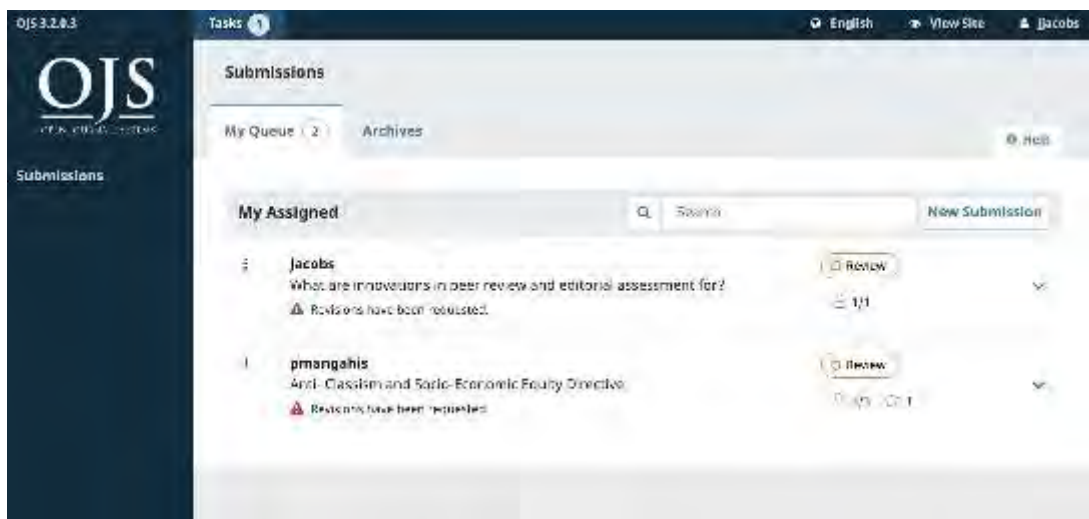 OJS 3.2.0.3
Tasks 1
English
View Site
jjacobs
OJS
Submissions
My Queue 2
Archives
Help
Submissions
My Assigned
Search
New Submission
Jacobs
Review
What are innovations in peer review and editorial assessment for?
1/1
Revisions have been requested.
pmangahis
Review
Anti-Classism and Socio-Economic Equity Directive
1
Revisions have been requested.